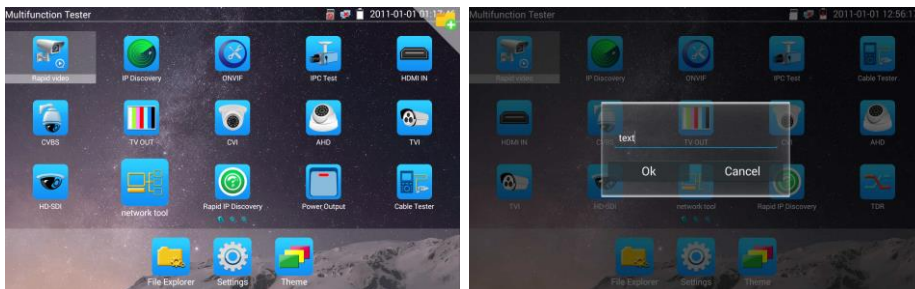 Multifunction Tester 2011-01-01
Rapid video IP Discovery ONVIF IPC Test HDMI IN
CVBS TV OUT CVI AHD TVI
HD-SDI network tool Rapid IP Discovery Power Output Cable Tester
File Explorer Settings Theme
Multifunction Tester 2011-01-01 12:56:1
Rapid video IP Discovery ONVIF IPC Test Cable Tester
HDMI IN CVBS TV OUT CVI AHD
text
Ok Cancel
TVI HD-SDI network tool Rapid IP Discovery TDR
File Explorer Settings Theme